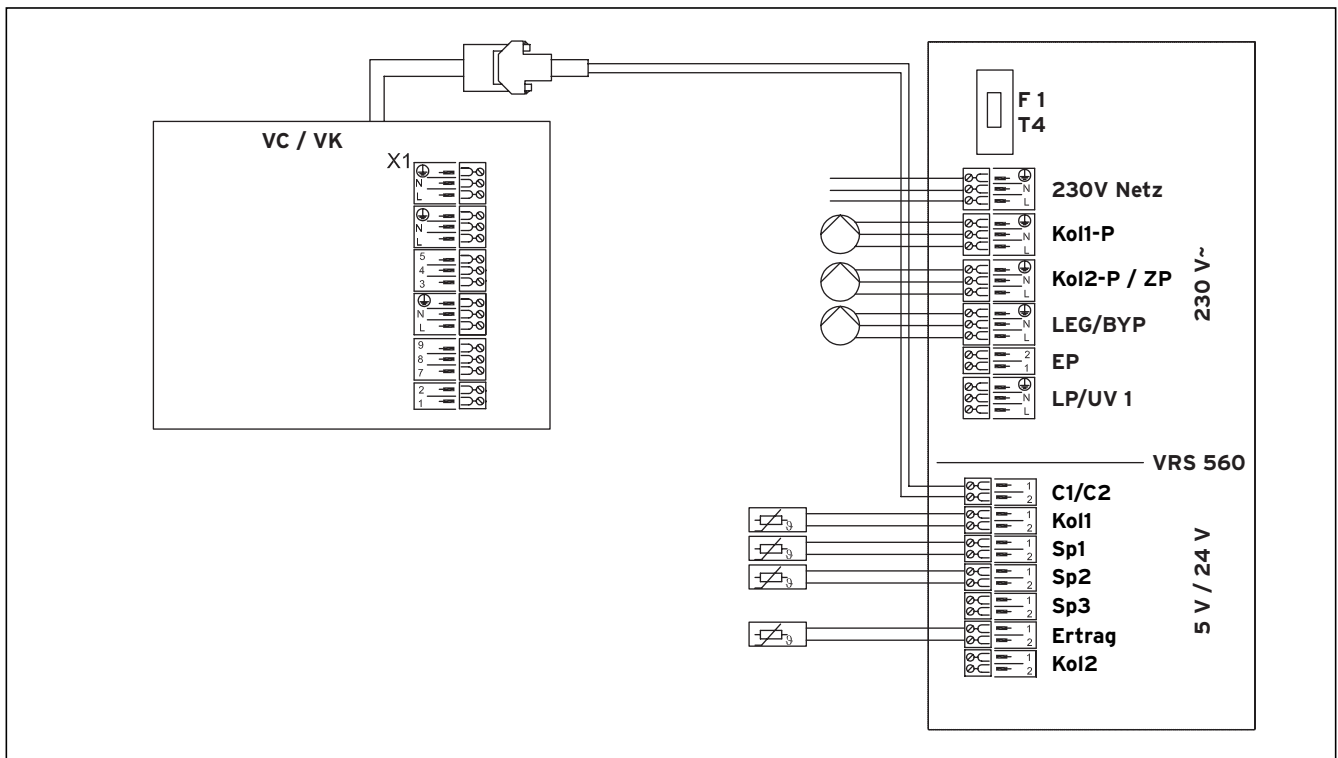 VC / VK
X1
N
L
N
L
5
4
3
N
L
9
8
7
2
1
F 1
T4
N
L
230V Netz
N
L
Kol1-P
N
L
Kol2-P / ZP
N
L
LEG/BYP
2
1
EP
N
L
LP/UV 1
230 V~
VRS 560
1
2
C1/C2
1
2
Kol1
1
2
Sp1
1
2
Sp2
1
2
Sp3
1
2
Ertrag
1
2
Kol2
5 V / 24 V
ϑ
ϑ
ϑ
ϑ